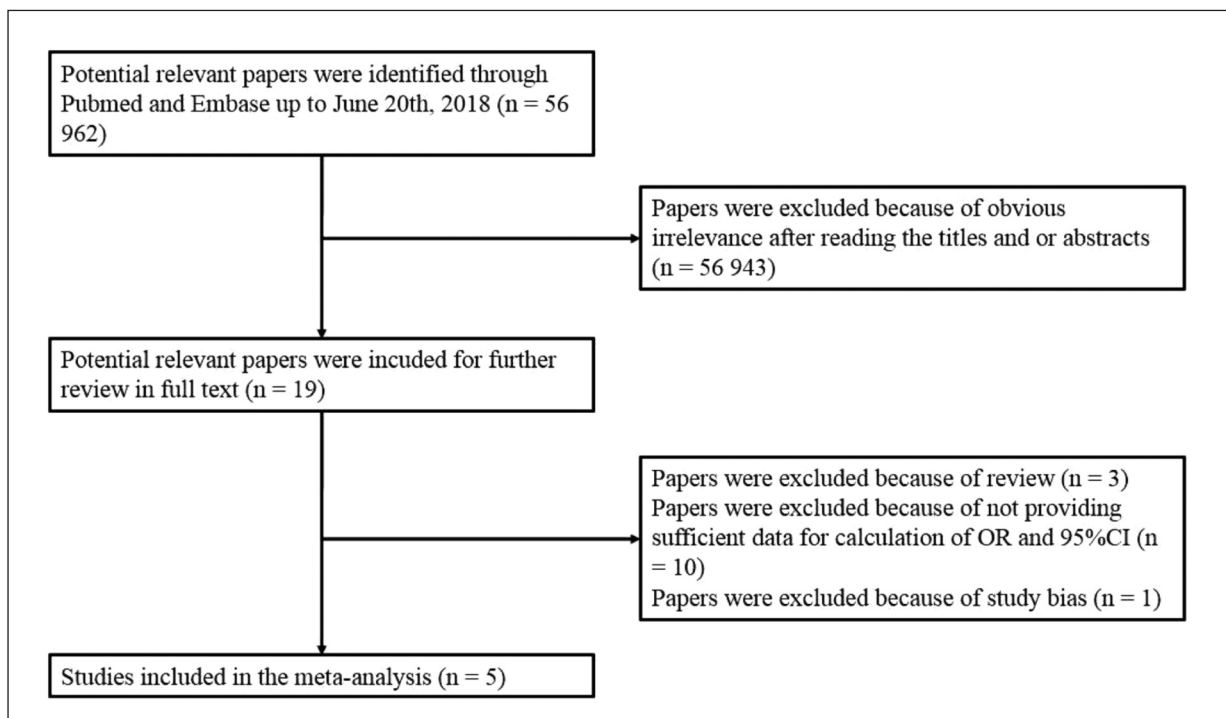 Potential relevant papers were identified through
Pubmed and Embase up to June 20th, 2018 (n = 56
962)
Papers were excluded because of obvious
irrelevance after reading the titles and or abstracts
(n = 56 943)
Potential relevant papers were incuded for further
review in full text (n = 19)
Papers were excluded because of review (n = 3)
Papers were excluded because of not providing
sufficient data for calculation of OR and 95%CI (n
= 10)
Papers were excluded because of study bias (n = 1)
Studies included in the meta-analysis (n = 5)